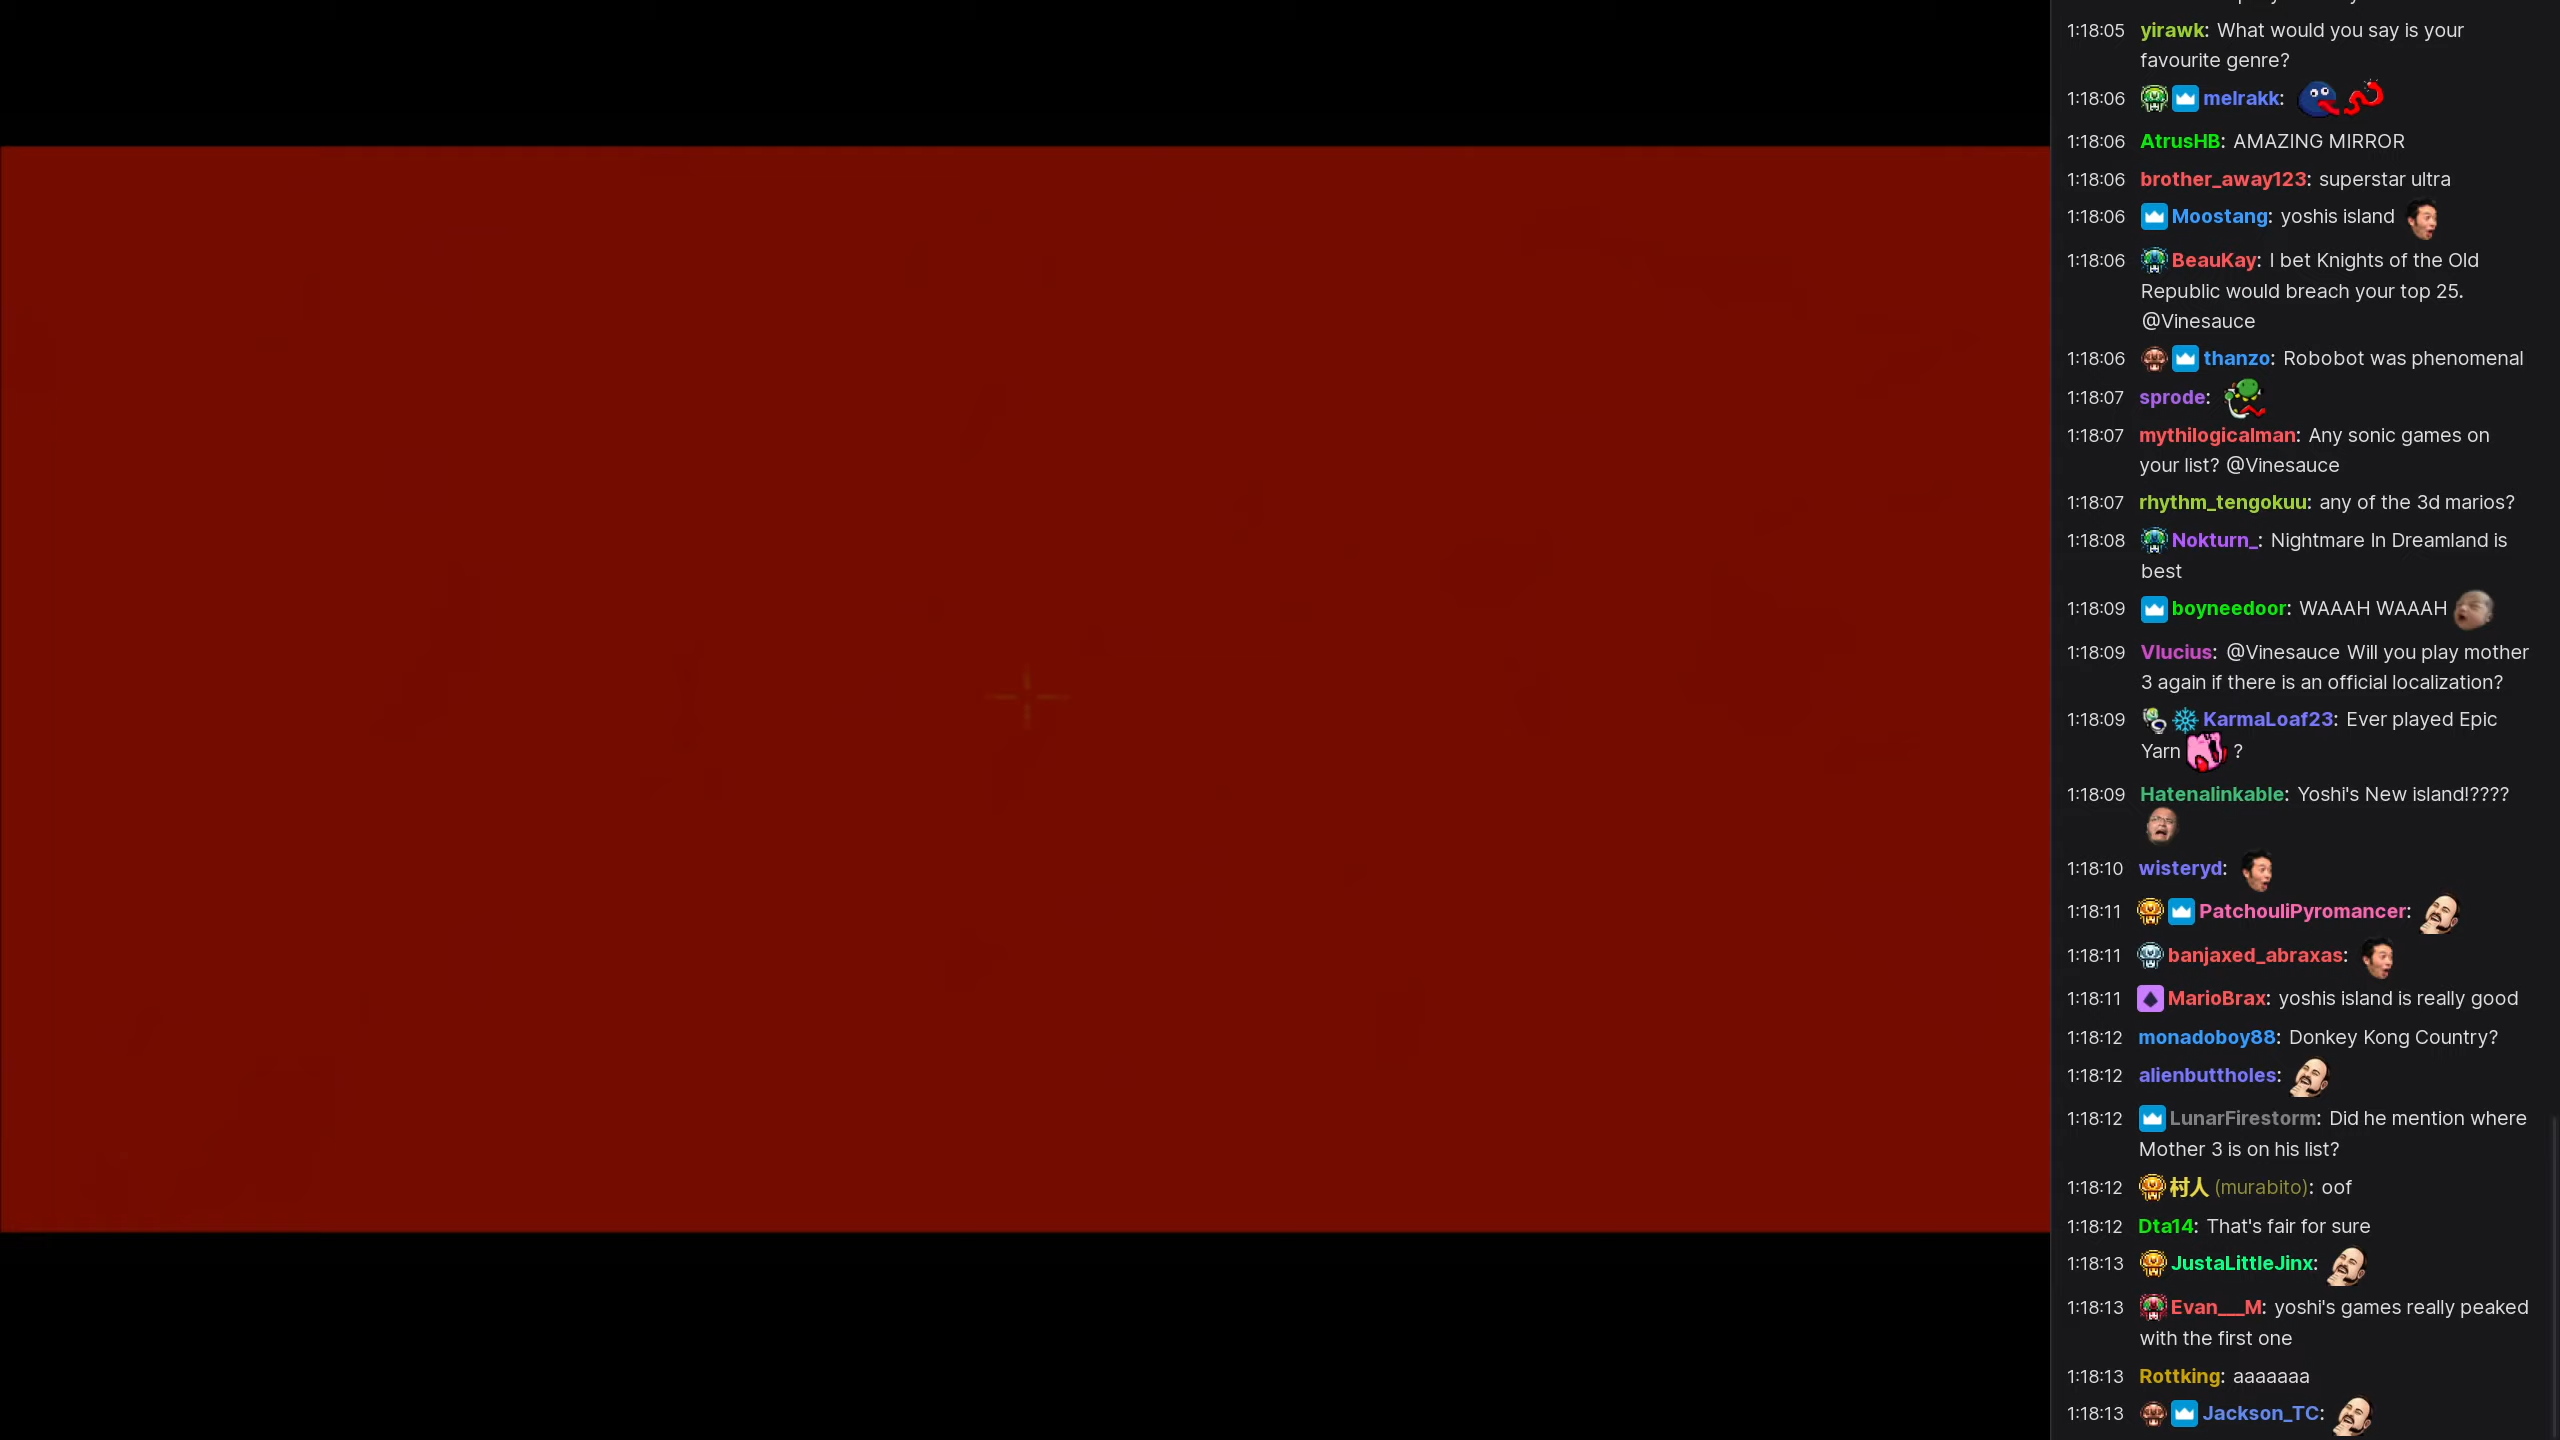 1:18:05 yirawk: What would you say is your
favourite genre?
1:18:06 melrakk:
1:18:06 AtrusHB: AMAZING MIRROR
1:18:06 brother_away123: superstar ultra
1:18:06 Moostang: yoshis island
1:18:06 BeauKay: I bet Knights of the Old
Republic would breach your top 25.
@Vinesauce
1:18:06 thanzo: Robobot was phenomenal
1:18:07 sprode:
1:18:07 mythilogicalman: Any sonic games on
your list? @Vinesauce
1:18:07 rhythm_tengokuu: any of the 3d marios?
1:18:08 Nokturn_: Nightmare In Dreamland is
best
1:18:09 boyneedoor: WAAAH WAAAH
1:18:09 Vlucius: @Vinesauce Will you play mother
3 again if there is an official localization?
1:18:09 KarmaLoaf23: Ever played Epic
Yarn ?
1:18:09 Hatenalinkable: Yoshi's New island!????
1:18:10 wisteryd:
1:18:11 PatchouliPyromancer:
1:18:11 banjaxed_abraxas:
1:18:11 MarioBrax: yoshis island is really good
1:18:12 monadoboy88: Donkey Kong Country?
1:18:12 alienbuttholes:
1:18:12 LunarFirestorm: Did he mention where
Mother 3 is on his list?
1:18:12 村人 (murabito): oof
1:18:12 Dta14: That's fair for sure
1:18:13 JustaLittleJinx:
1:18:13 Evan___M: yoshi's games really peaked
with the first one
1:18:13 Rottking: aaaaaaa
1:18:13 Jackson_TC: